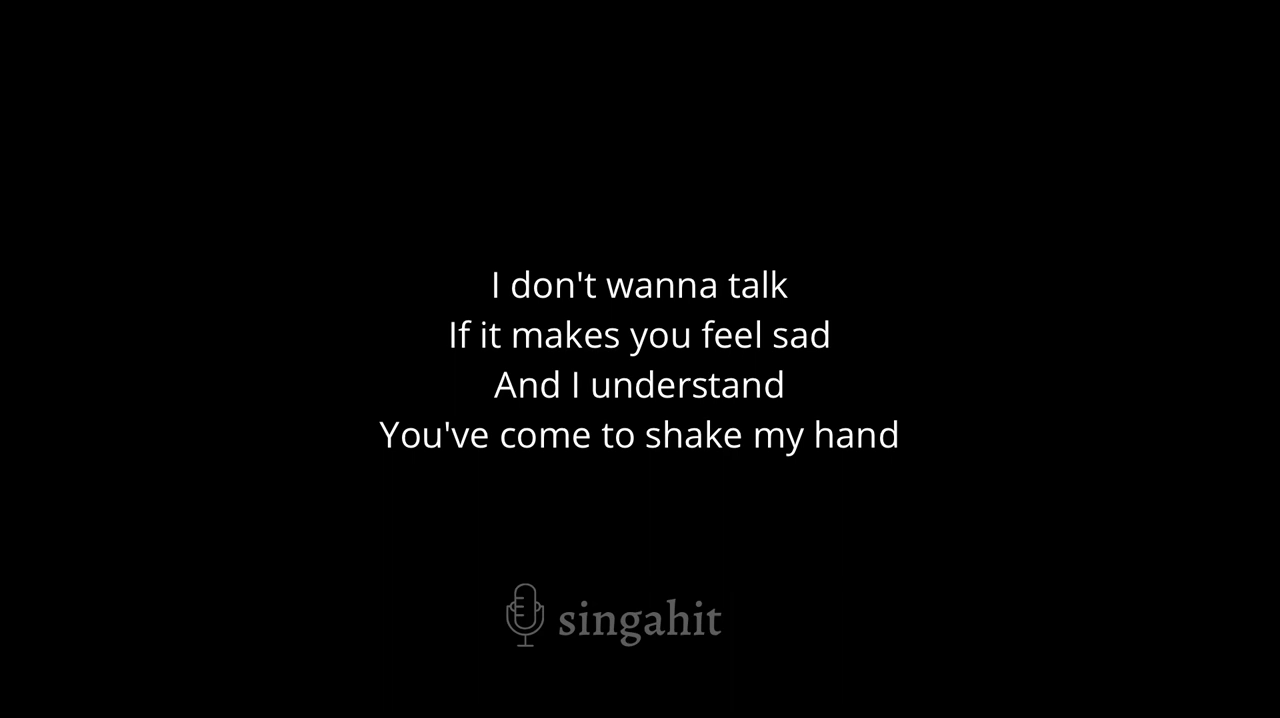 I don't wanna talk
If it makes you feel sad
And I understand
You've come to shake my hand
singahit